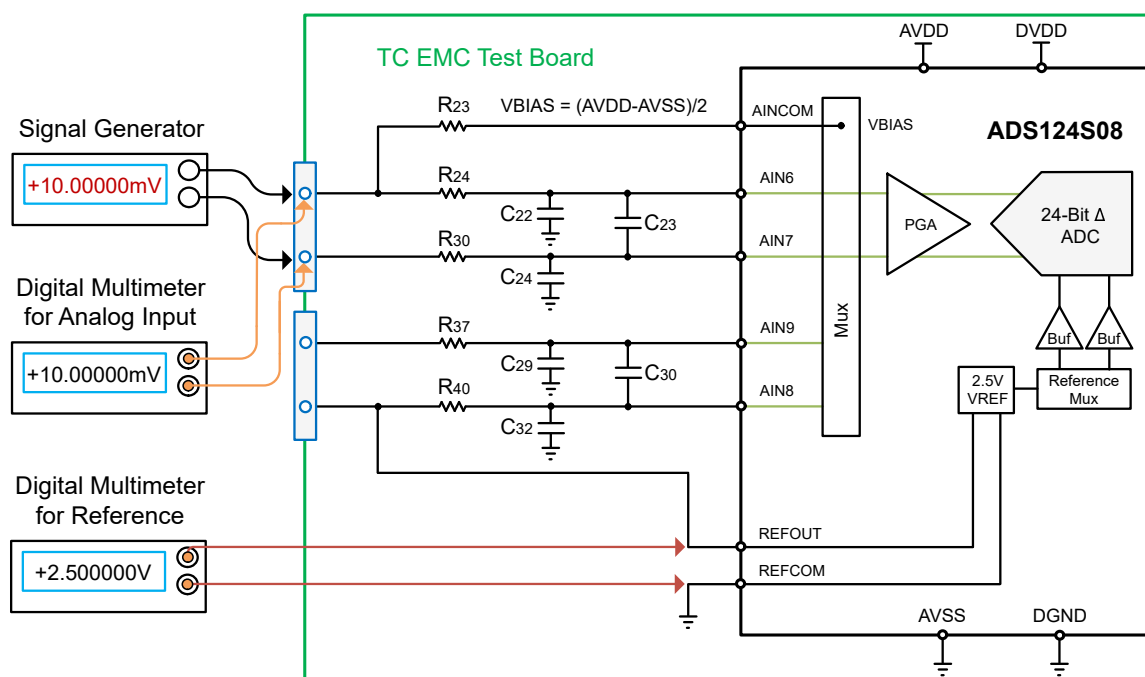 AVDD
DVDD
TC EMC Test Board
R23
VBIAS = (AVDD-AVSS)/2
AINCOM
VBIAS
ADS124S08
Signal Generator
+10.00000mV
R24
AIN6
C22
C23
PGA
24-Bit Δ
ADC
R30
AIN7
C24
Digital Multimeter
for Analog Input
+10.00000mV
Mux
R37
AIN9
Buf
Buf
C29
C30
2.5V
VREF
Reference
Mux
R40
AIN8
C32
Digital Multimeter
for Reference
+2.500000V
REFOUT
REFCOM
AVSS
DGND